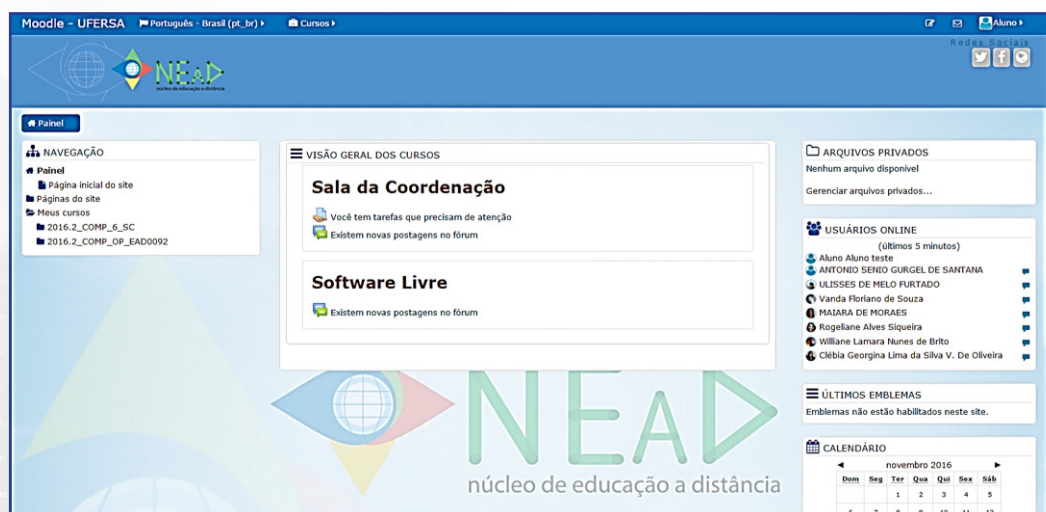 Moodle - UFERSA Português - Brasil (pt_br) Cursos Aluno
Redes Sociais
NEAD
núcleo de educação a distância
Painel
NAVEGAÇÃO
Painel
Página inicial do site
Páginas do site
Meus cursos
2016.2_COMP_6_SC
2016.2_COMP_OP_EAD0092
VISÃO GERAL DOS CURSOS
Sala da Coordenação
Você tem tarefas que precisam de atenção
Existem novas postagens no fórum
Software Livre
Existem novas postagens no fórum
NEAD
núcleo de educação a distância
ARQUIVOS PRIVADOS
Nenhum arquivo disponível
Gerenciar arquivos privados...
USUÁRIOS ONLINE
(últimos 5 minutos)
Aluno Aluno teste
ANTONIO SENIO GURGEL DE SANTANA
ULISSES DE MELO FURTADO
Vanda Floriano de Souza
MAIARA DE MORAES
Rogeliane Alves Siqueira
Williane Lamara Nunes de Brito
Clébia Georgina Lima da Silva V. De Oliveira
ÚLTIMOS EMBLEMAS
Emblemas não estão habilitados neste site.
CALENDÁRIO
novembro 2016
Dom Seg Ter Qua Qui Sex Sáb
1 2 3 4 5